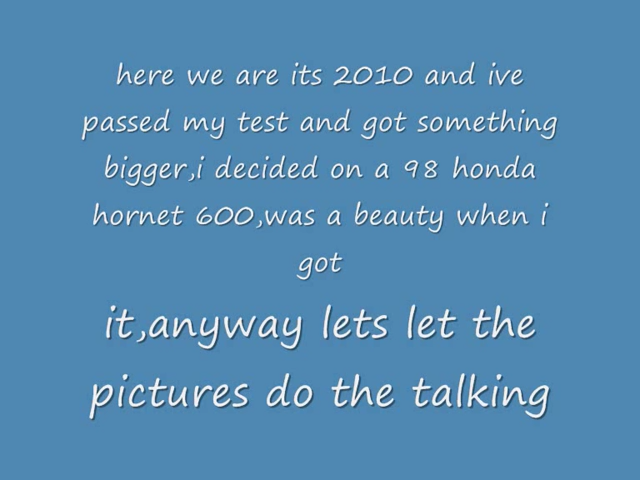 here we are its 2010 and ive
passed my test and got something
bigger,i decided on a 98 honda
hornet 600,was a beauty when i
got
it,anyway lets let the
pictures do the talking